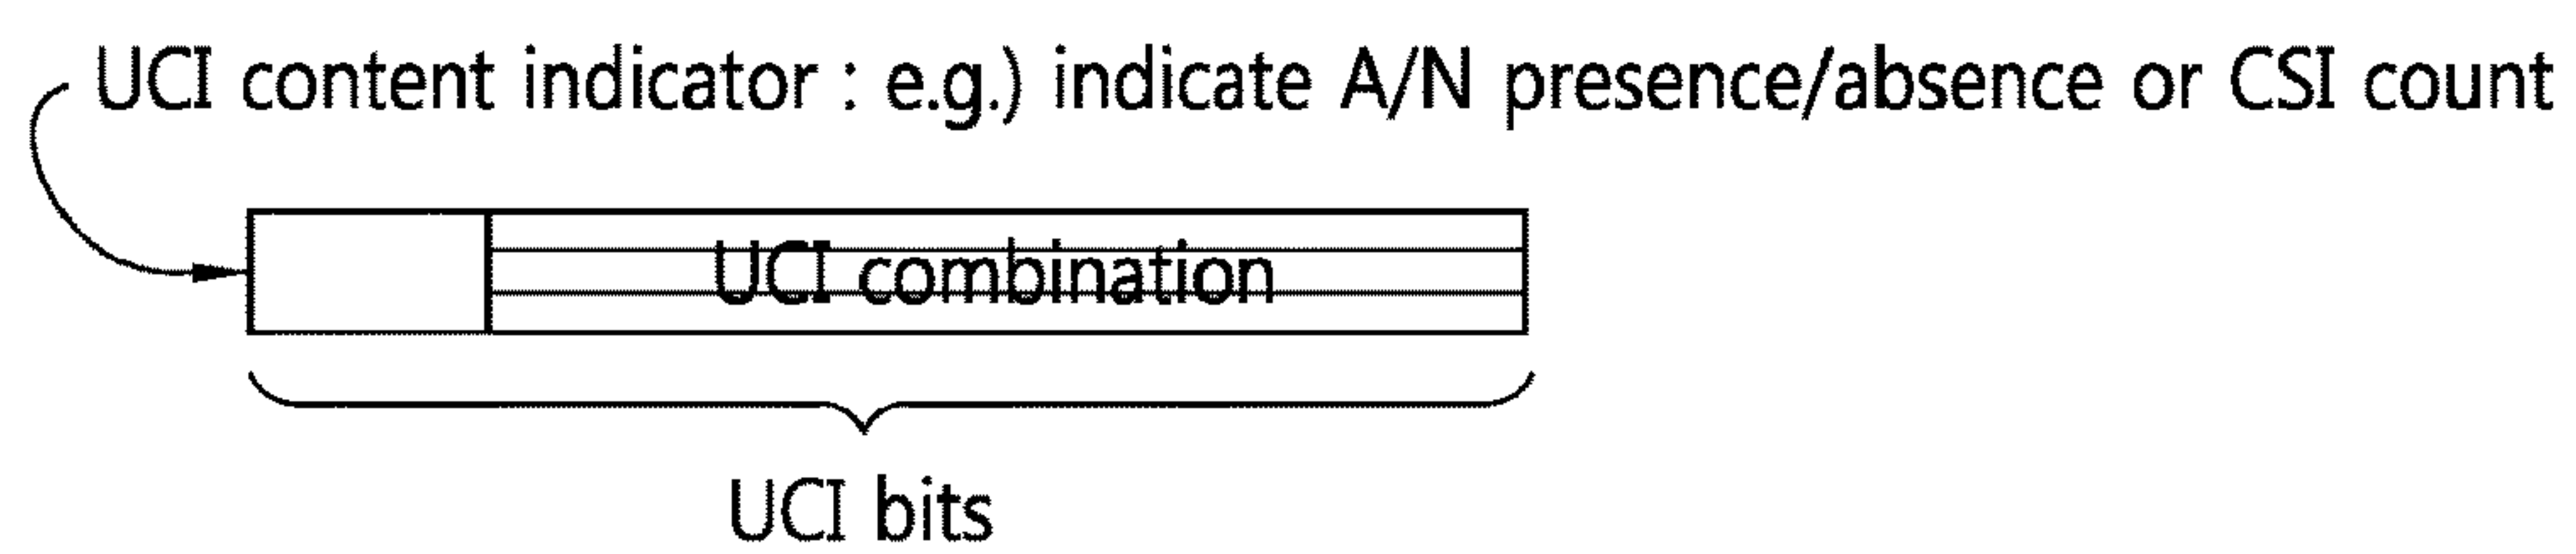 UCI content indicator : e.g.) indicate A/N presence/absence or CSI count
UCI combination
UCI bits